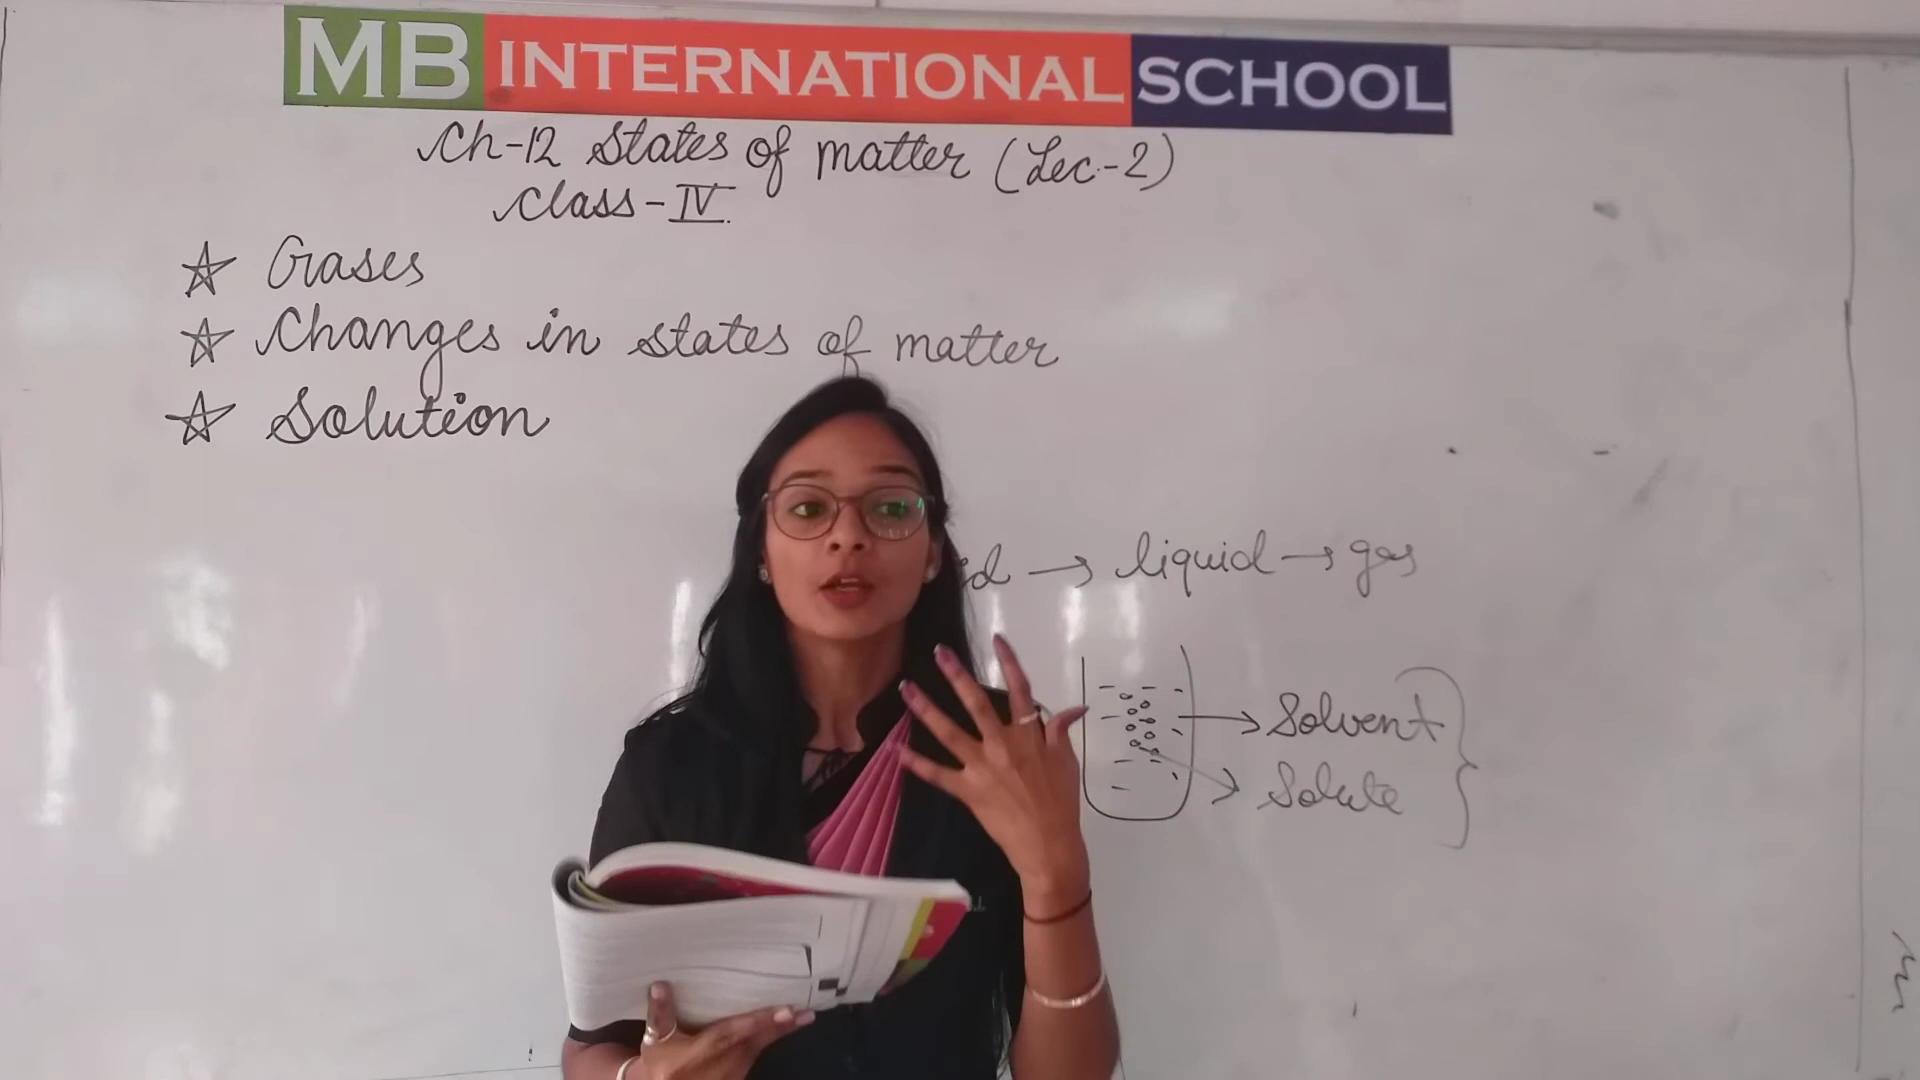 MB INTERNATIONAL SCHOOL
Ch-12 States of matter (Lec.-2)
Class-IV.
☆ Gases
☆ Changes in states of matter
☆ Solution
→ liquid → gas
→ Solvent
→ Solute